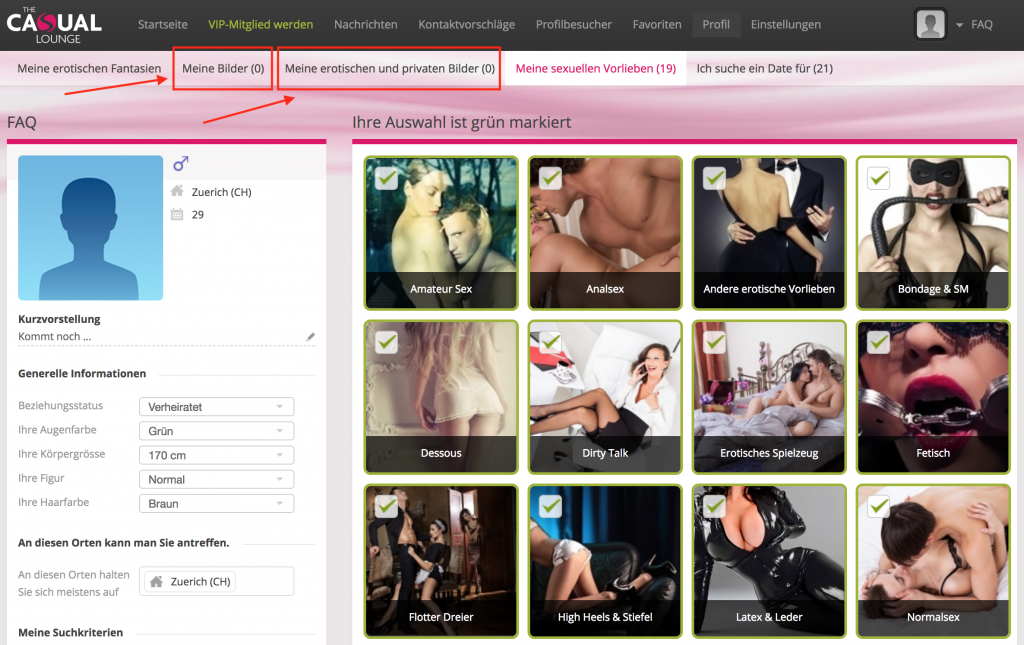 THE
CASUAL
LOUNGE
Startseite VIP-Mitglied werden Nachrichten Kontaktvorschläge Profilbesucher Favoriten Profil Einstellungen FAQ
Meine erotischen Fantasien Meine Bilder (0) Meine erotischen und privaten Bilder (0) Meine sexuellen Vorlieben (19) Ich suche ein Date für (21)
FAQ
Ihre Auswahl ist grün markiert
Zuerich (CH)
29
Amateur Sex Analsex Andere erotische Vorlieben Bondage & SM
Kurzvorstellung
Kommt noch ...
Generelle Informationen
Beziehungsstatus Verheiratet
Ihre Augenfarbe Grün
Ihre Körpergrösse 170 cm
Ihre Figur Normal
Ihre Haarfarbe Braun
Dessous Dirty Talk Erotisches Spielzeug Fetisch
An diesen Orten kann man Sie antreffen.
An diesen Orten halten
Sie sich meistens auf
Zuerich (CH)
Meine Suchkriterien
Flotter Dreier High Heels & Stiefel Latex & Leder Normalsex